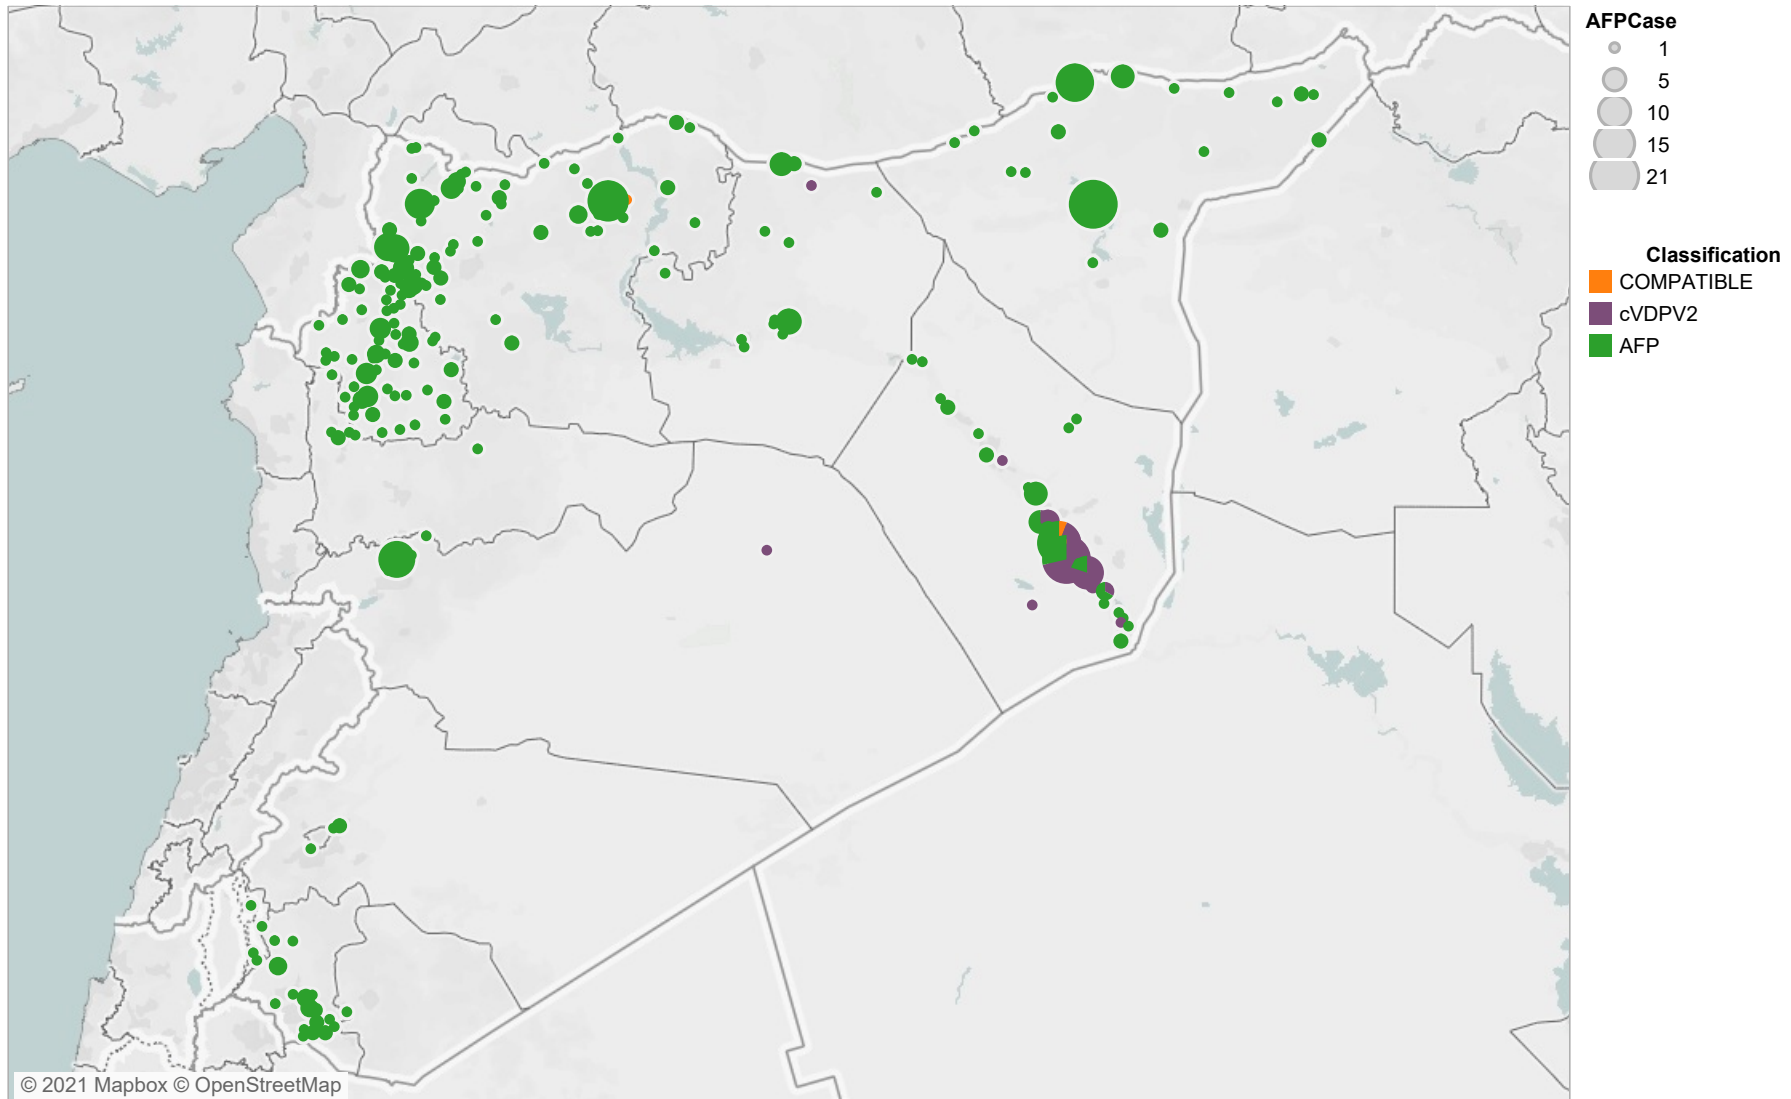 AFPCase
1
5
10
15
21
Classification
COMPATIBLE
cVDPV2
AFP
© 2021 Mapbox © OpenStreetMap